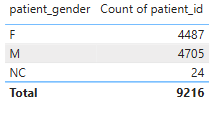 patient_gender Count of patient_id
F 4487
M 4705
NC 24
Total 9216